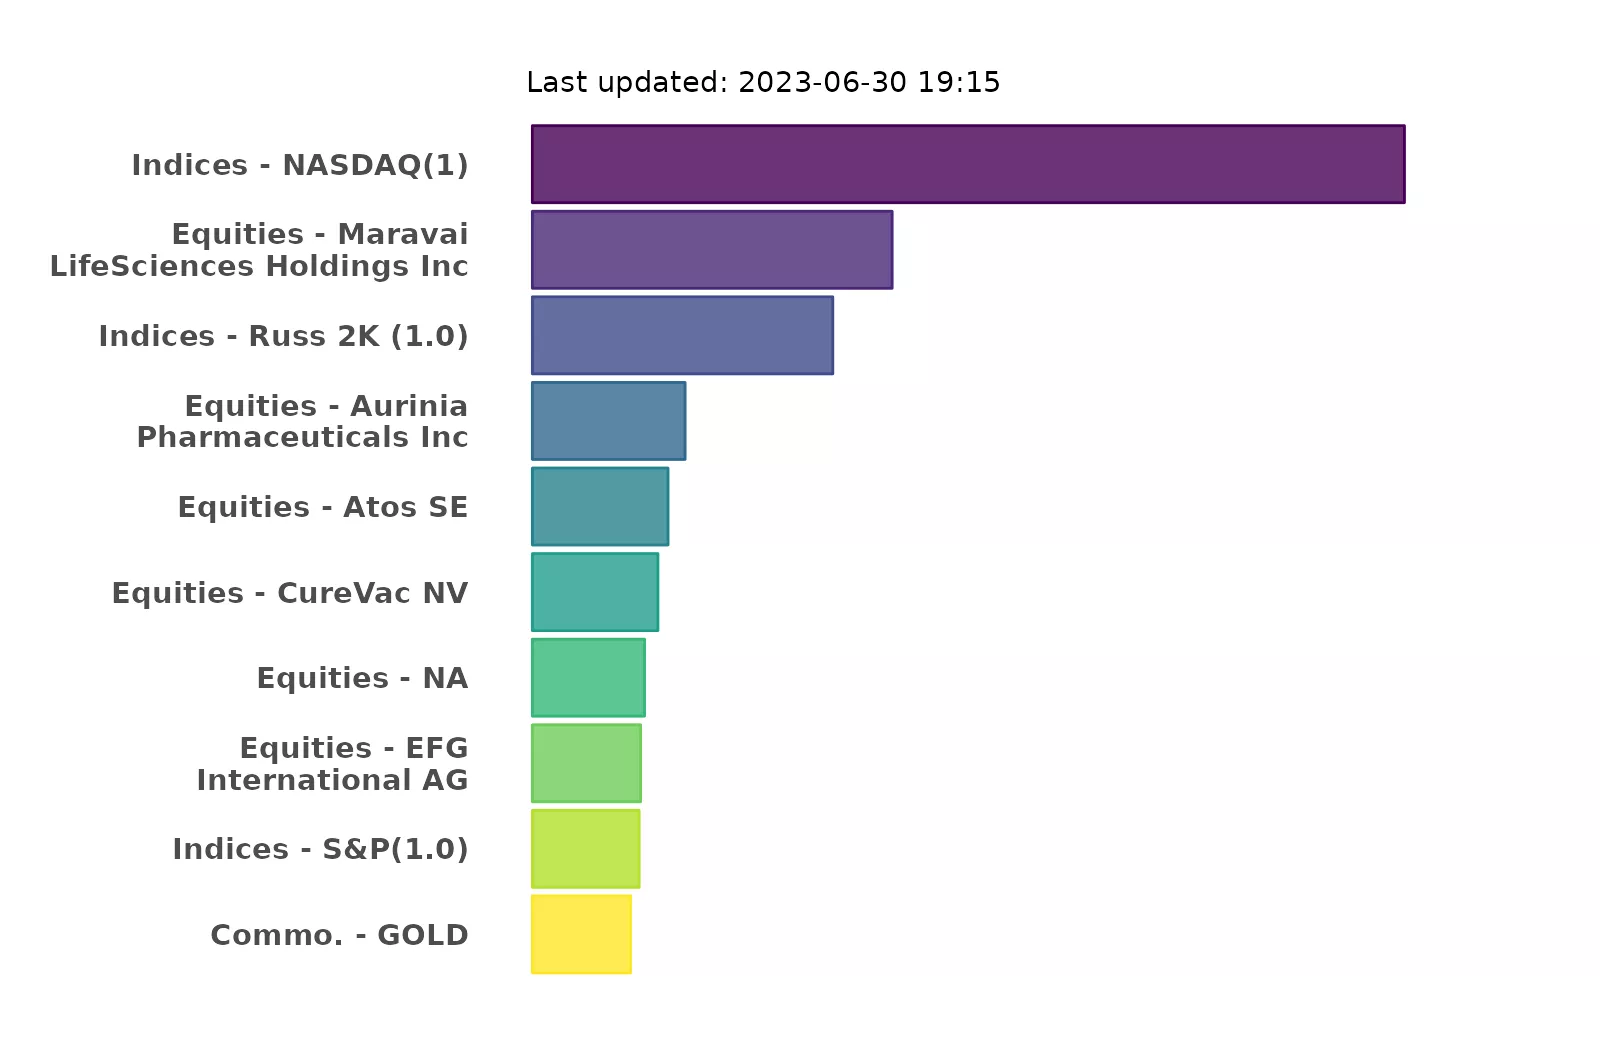 Last updated: 2023-06-30 19:15
Indices - NASDAQ(1)
Equities - Maravai
LifeSciences Holdings Inc
Indices - Russ 2K (1.0)
Equities - Aurinia
Pharmaceuticals Inc
Equities - Atos SE
Equities - CureVac NV
Equities - NA
Equities - EFG
International AG
Indices - S&P(1.0)
Commo. - GOLD